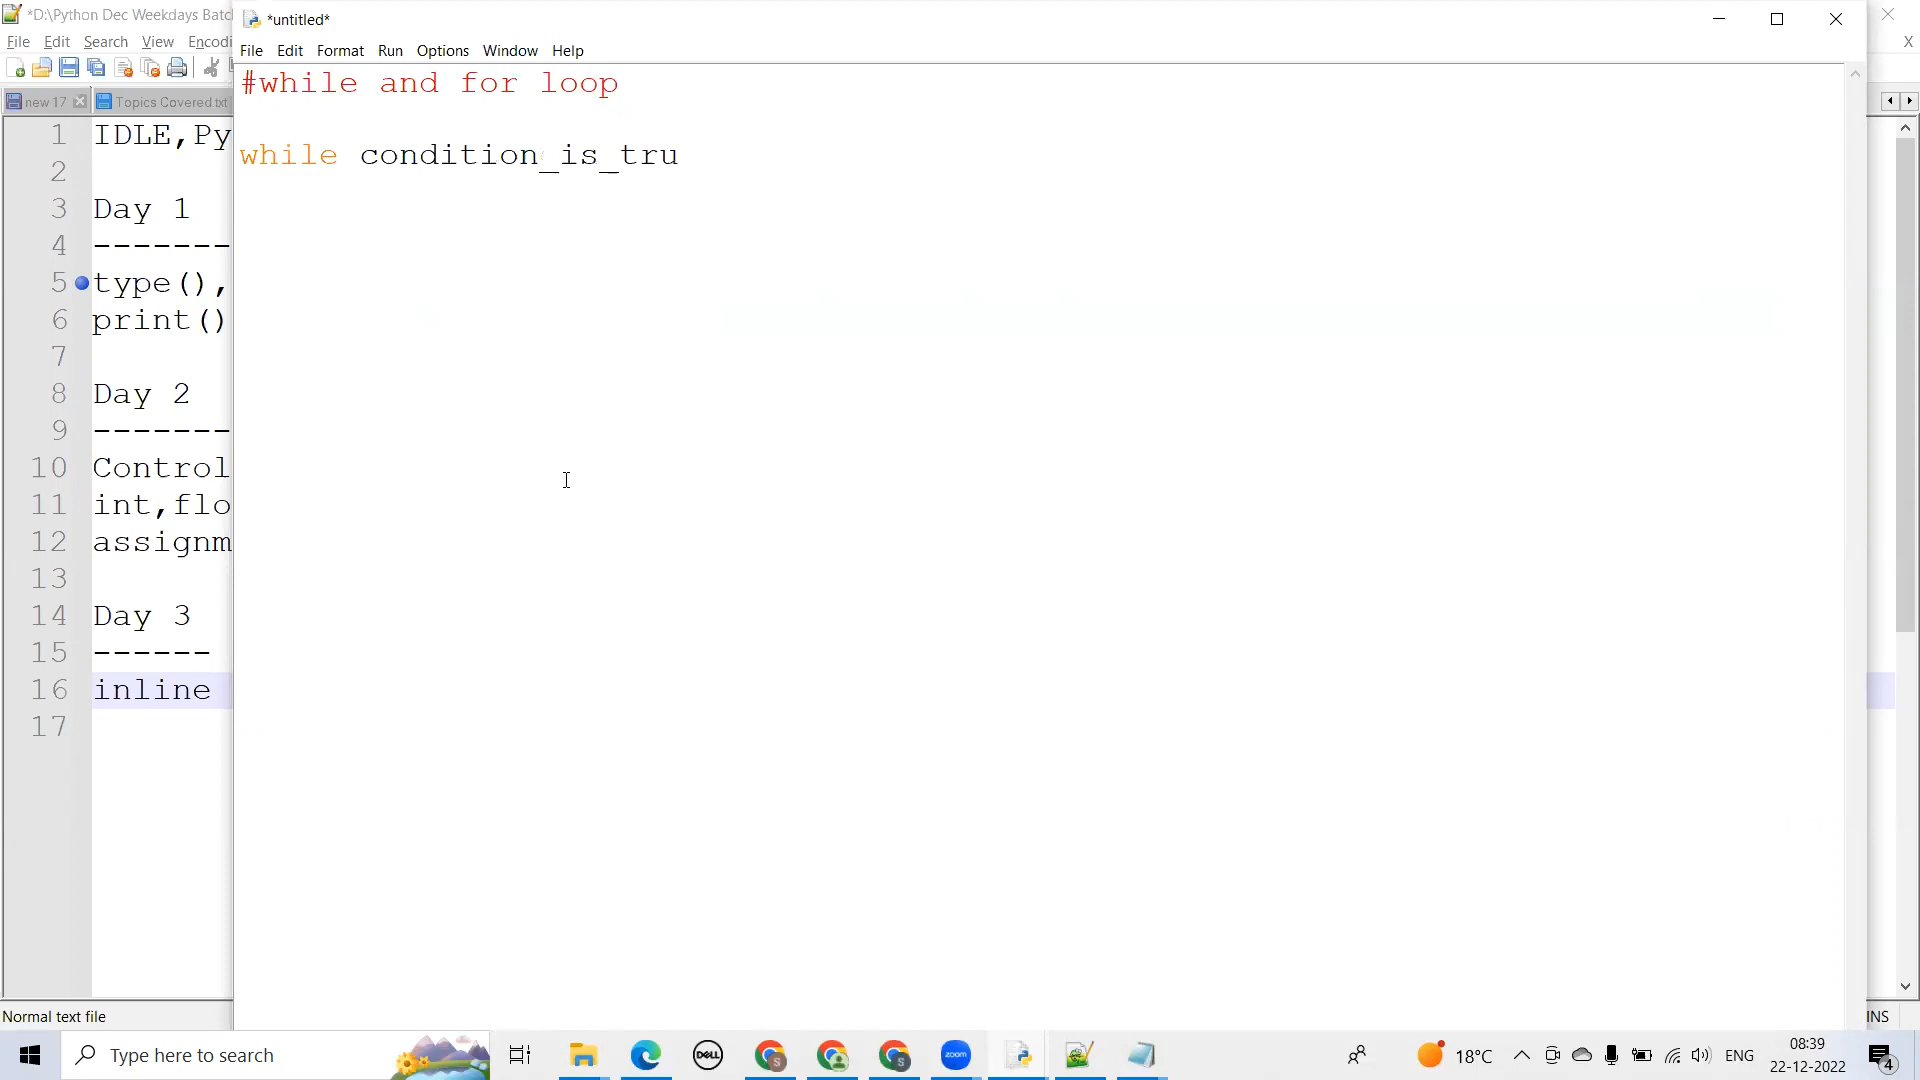 *D:\Python Dec Weekdays Batc
File Edit Search View Encodi
new 17 Topics Covered.txt
1 IDLE,Py
2
3 Day 1
4 -------
5 type(),
6 print()
7
8 Day 2
9 -------
10 Control
11 int,flo
12 assignm
13
14 Day 3
15 ------
16 inline
17
Normal text file
*untitled*
File Edit Format Run Options Window Help
#while and for loop
while condition_is_tru
X
INS
Type here to search
DELL
S
S
zoom
18°C
ENG
08:39
22-12-2022
4